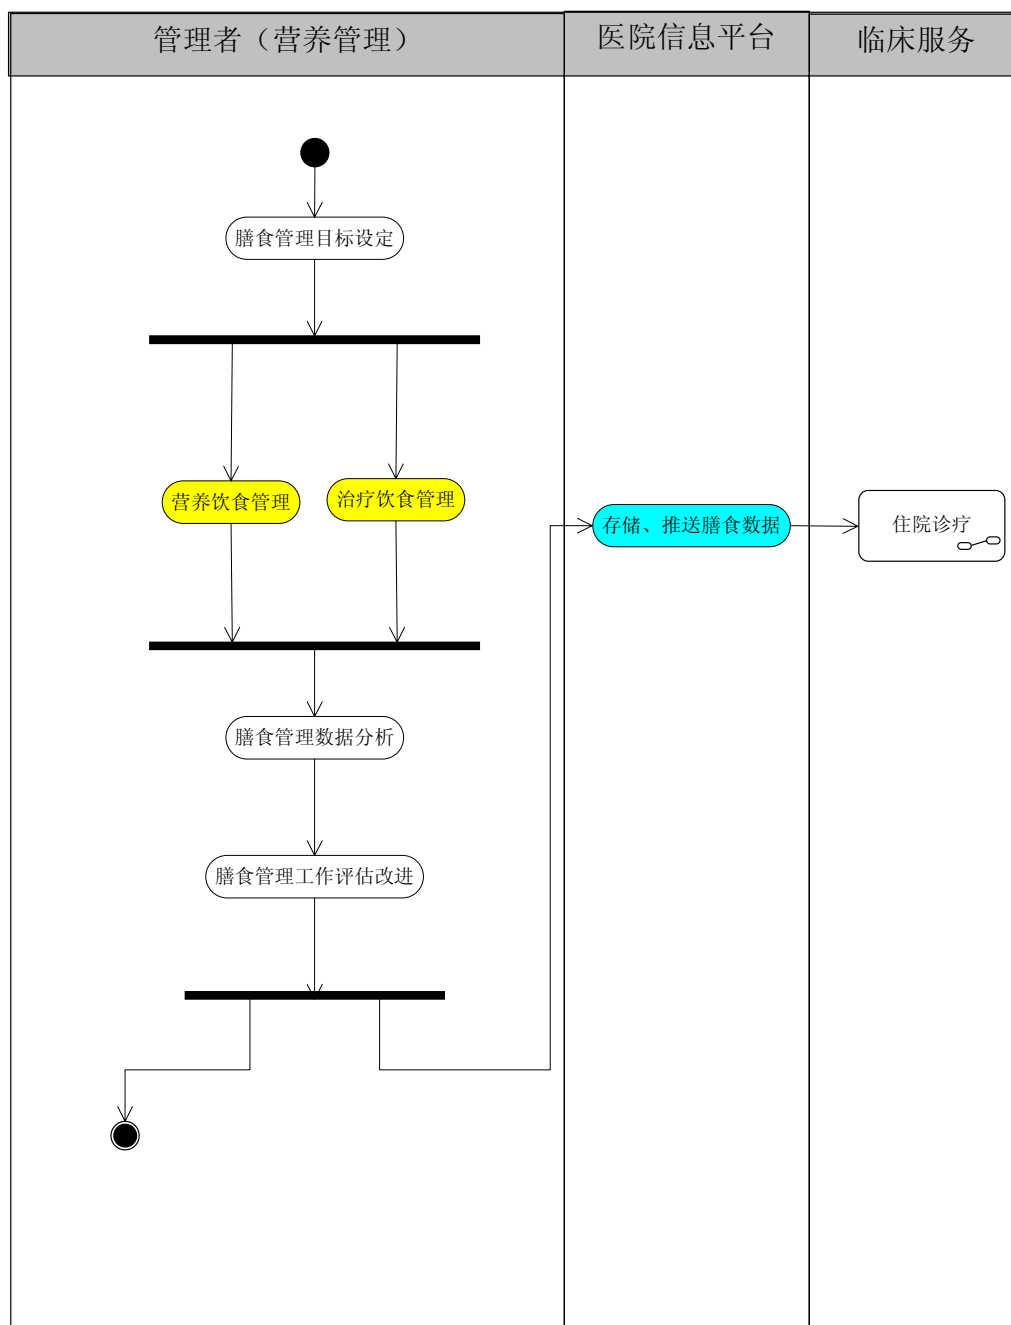 管理者（营养管理）
医院信息平台
临床服务
膳食管理目标设定
营养饮食管理
治疗饮食管理
存储、推送膳食数据
住院诊疗
膳食管理数据分析
膳食管理工作评估改进